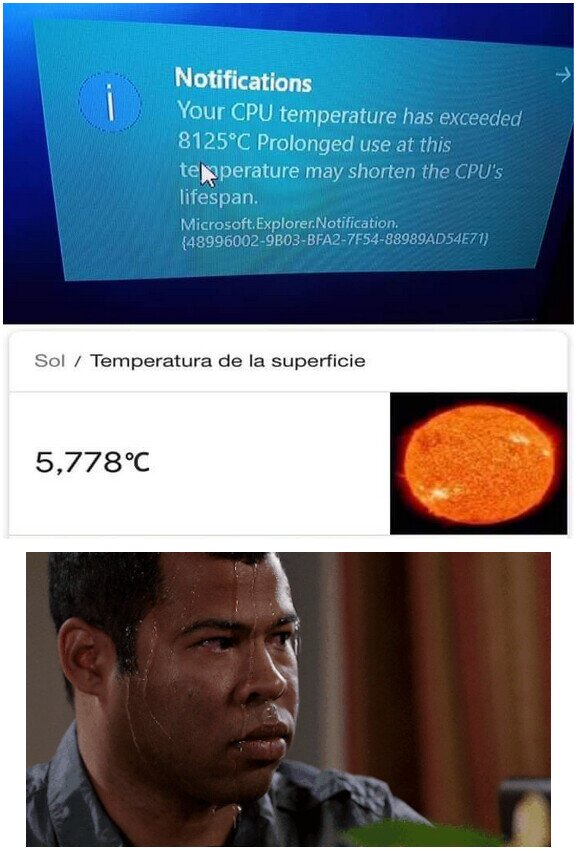 Notifications
Your CPU temperature has exceeded
8125°C Prolonged use at this
temperature may shorten the CPU's
lifespan.
Microsoft.Explorer.Notification.
{48996002-9B03-BFA2-7F54-88989AD54E71}
Sol / Temperatura de la superficie
5,778°C